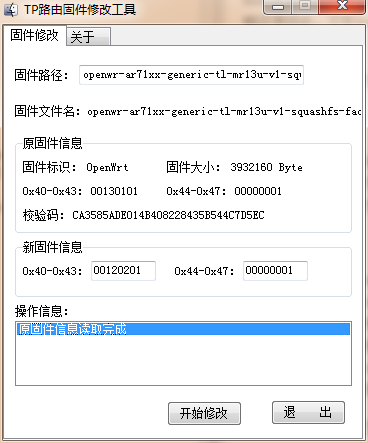 TP路由固件修改工具
固件修改 关于
固件路径： openwr-ar71xx-generic-tl-mr13u-v1-squ
固件文件名：openwr-ar71xx-generic-tl-mr13u-v1-squashfs-fac
原固件信息
固件标识： OpenWrt 固件大小： 3932160 Byte
0x40-0x43： 00130101 0x44-0x47： 00000001
校验码：CA3585ADE014B408228435B544C7D5EC
新固件信息
0x40-0x43： 00120201 0x44-0x47： 00000001
操作信息：
原固件信息读取完成
开始修改 退 出